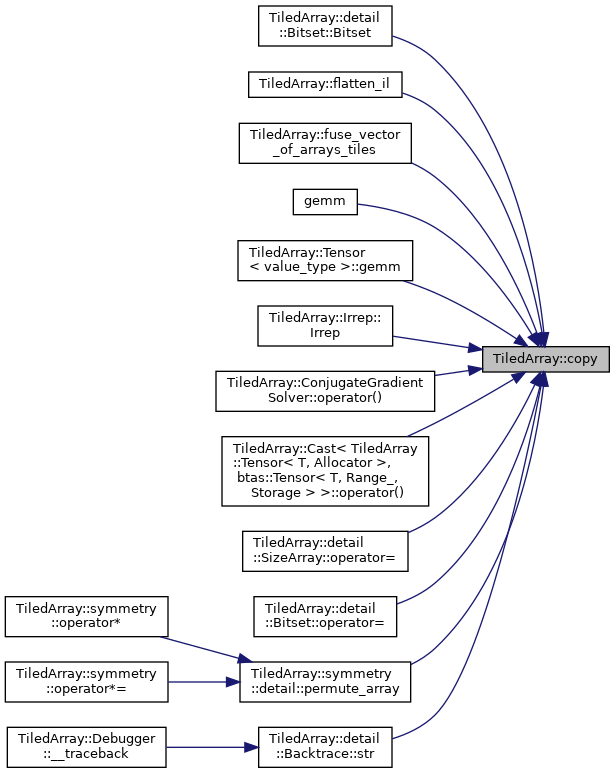 TiledArray::detail
::Bitset::Bitset
TiledArray::flatten_il
TiledArray::fuse_vector
_of_arrays_tiles
gemm
TiledArray::Tensor
< value_type >::gemm
TiledArray::Irrep::
Irrep
TiledArray::copy
TiledArray::ConjugateGradient
Solver::operator()
TiledArray::Cast< TiledArray
::Tensor< T, Allocator >,
btas::Tensor< T, Range_,
Storage > >::operator()
TiledArray::detail
::SizeArray::operator=
TiledArray::detail
::Bitset::operator=
TiledArray::symmetry
::operator*
TiledArray::symmetry
::operator*=
TiledArray::symmetry
::detail::permute_array
TiledArray::Debugger
::__traceback
TiledArray::detail
::Backtrace::str